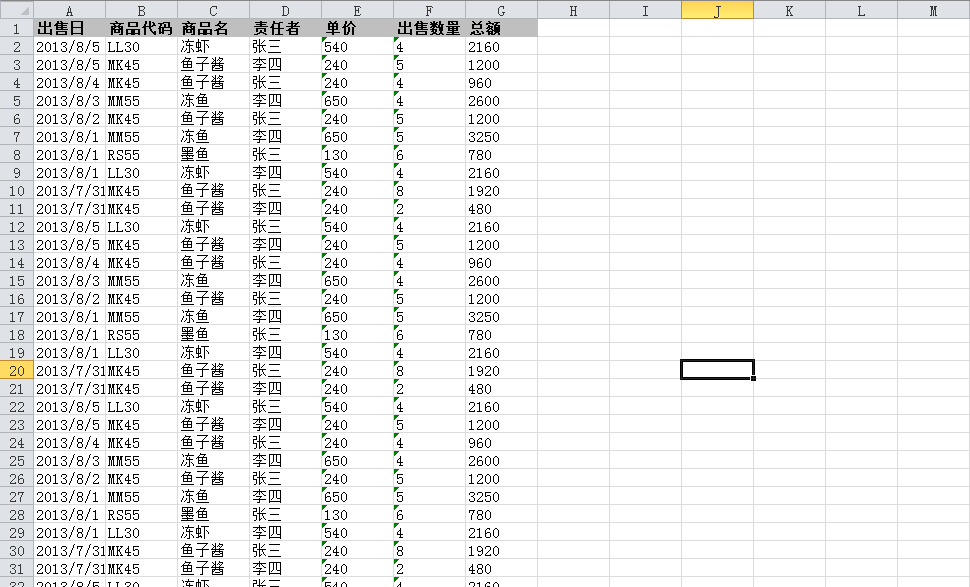 A B C D E F G H I J K L M
1 出售日 商品代码 商品名 责任者 单价 出售数量 总额
2 2013/8/5 LL30 冻虾 张三 540 4 2160
3 2013/8/5 MK45 鱼子酱 李四 240 5 1200
4 2013/8/4 MK45 鱼子酱 张三 240 4 960
5 2013/8/3 MM55 冻鱼 李四 650 4 2600
6 2013/8/2 MK45 鱼子酱 张三 240 5 1200
7 2013/8/1 MM55 冻鱼 李四 650 5 3250
8 2013/8/1 RS55 墨鱼 张三 130 6 780
9 2013/8/1 LL30 冻虾 李四 540 4 2160
10 2013/7/31 MK45 鱼子酱 张三 240 8 1920
11 2013/7/31 MK45 鱼子酱 李四 240 2 480
12 2013/8/5 LL30 冻虾 张三 540 4 2160
13 2013/8/5 MK45 鱼子酱 李四 240 5 1200
14 2013/8/4 MK45 鱼子酱 张三 240 4 960
15 2013/8/3 MM55 冻鱼 李四 650 4 2600
16 2013/8/2 MK45 鱼子酱 张三 240 5 1200
17 2013/8/1 MM55 冻鱼 李四 650 5 3250
18 2013/8/1 RS55 墨鱼 张三 130 6 780
19 2013/8/1 LL30 冻虾 李四 540 4 2160
20 2013/7/31 MK45 鱼子酱 张三 240 8 1920
21 2013/7/31 MK45 鱼子酱 李四 240 2 480
22 2013/8/5 LL30 冻虾 张三 540 4 2160
23 2013/8/5 MK45 鱼子酱 李四 240 5 1200
24 2013/8/4 MK45 鱼子酱 张三 240 4 960
25 2013/8/3 MM55 冻鱼 李四 650 4 2600
26 2013/8/2 MK45 鱼子酱 张三 240 5 1200
27 2013/8/1 MM55 冻鱼 李四 650 5 3250
28 2013/8/1 RS55 墨鱼 张三 130 6 780
29 2013/8/1 LL30 冻虾 李四 540 4 2160
30 2013/7/31 MK45 鱼子酱 张三 240 8 1920
31 2013/7/31 MK45 鱼子酱 李四 240 2 480